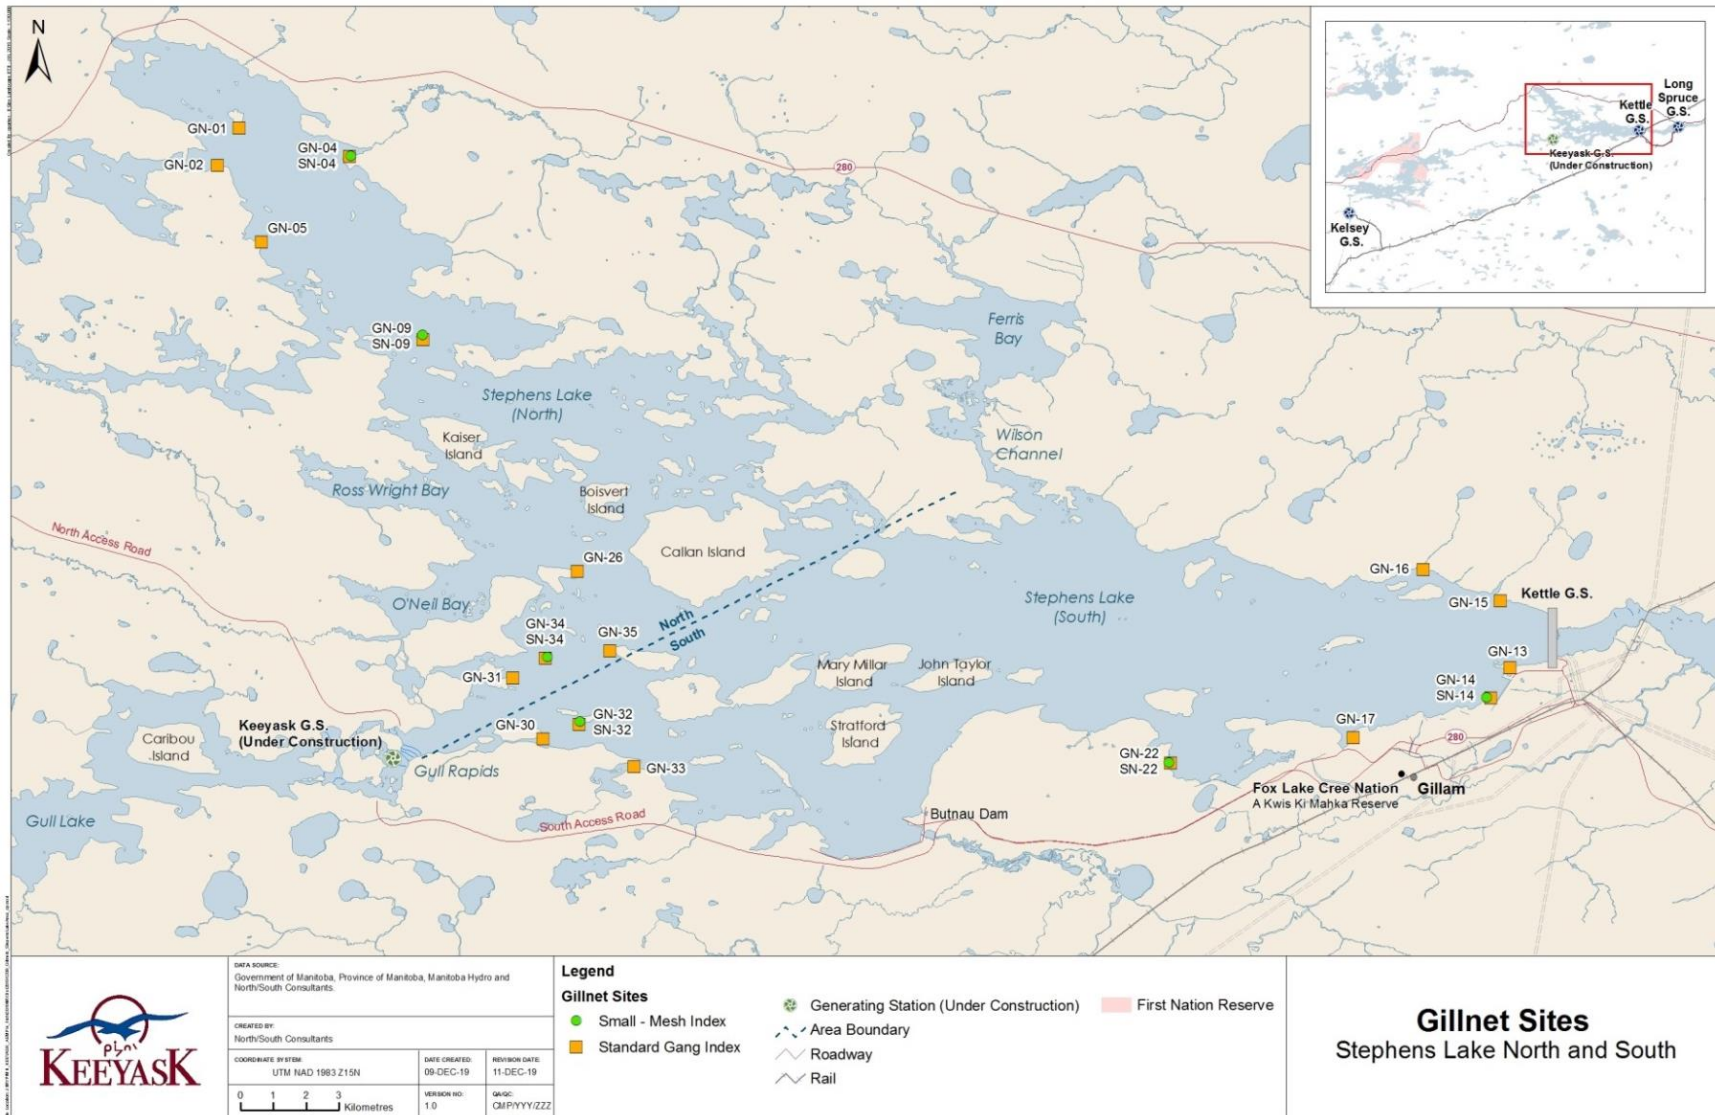 N
GN-01
GN-02
GN-04
SN-04
GN-05
GN-09
SN-09
280
Ferris
Bay
Stephens Lake
(North)
Kaiser
Island
Wilson
Channel
Ross Wright Bay
Boisvert
Island
North Access Road
Callan Island
GN-26
O'Neil Bay
GN-16
Stephens Lake
(South)
GN-15
Kettle G.S.
North
South
GN-34
SN-34
GN-35
GN-31
Mary Millar
Island
John Taylor
Island
GN-13
GN-14
SN-14
Keeyask G.S.
(Under Construction)
Caribou
Island
GN-30
GN-32
SN-32
Stratford
Island
GN-17
280
Gull Rapids
GN-33
GN-22
SN-22
Fox Lake Cree Nation
A Kwis Ki Mahka Reserve
Gillam
Gull Lake
South Access Road
Butnau Dam
Kettle
G.S.
Long
Spruce
G.S.
Keeyask G.S.
(Under Construction)
Kelsey
G.S.
KEEYASK
DATA SOURCE:
Government of Manitoba, Province of Manitoba, Manitoba Hydro and
North/South Consultants.
CREATED BY:
North/South Consultants
COORDINATE SYSTEM:
UTM NAD 1983 Z15N
DATE CREATED:
09-DEC-19
REVISION DATE:
11-DEC-19
0 1 2 3 Kilometres
VERSION NO:
1.0
QA/QC:
CMP/YYY/ZZZ
Legend
Gillnet Sites
Small - Mesh Index
Standard Gang Index
Generating Station (Under Construction)
Area Boundary
Roadway
Rail
First Nation Reserve
Gillnet Sites
Stephens Lake North and South